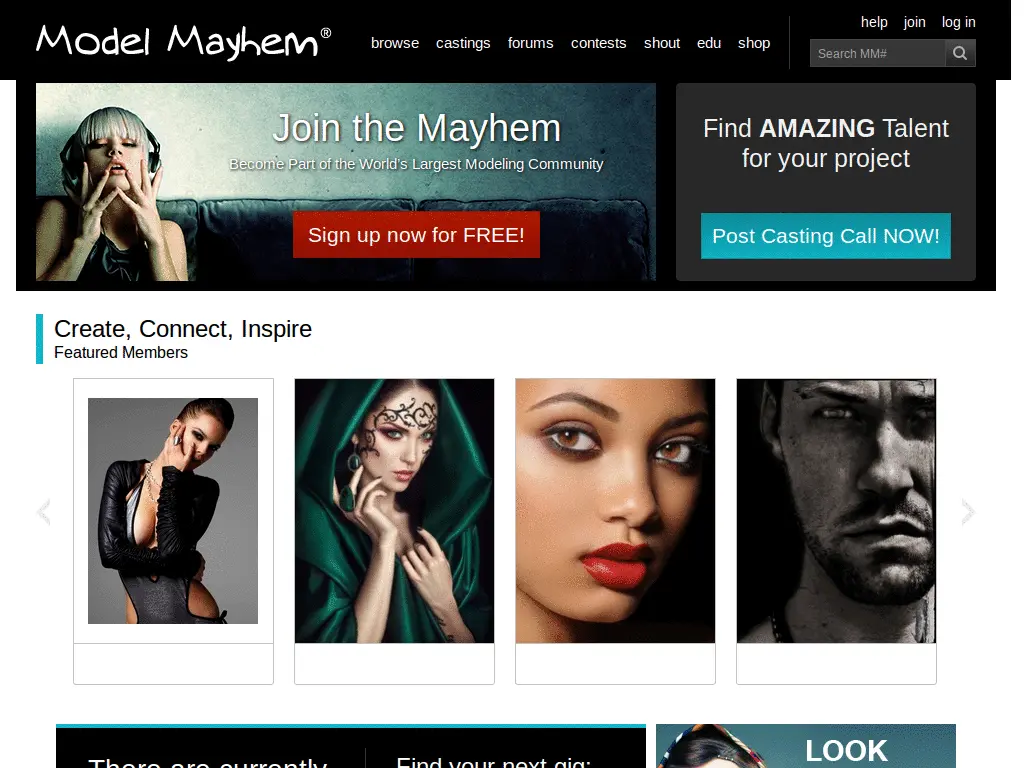 Model Mayhem®
browse castings forums contests shout edu shop
help join log in
Search MM#
Join the Mayhem
Become Part of the World's Largest Modeling Community
Sign up now for FREE!
Find AMAZING Talent
for your project
Post Casting Call NOW!
Create, Connect, Inspire
Featured Members
There are currently
Find your next gig:
LOOK